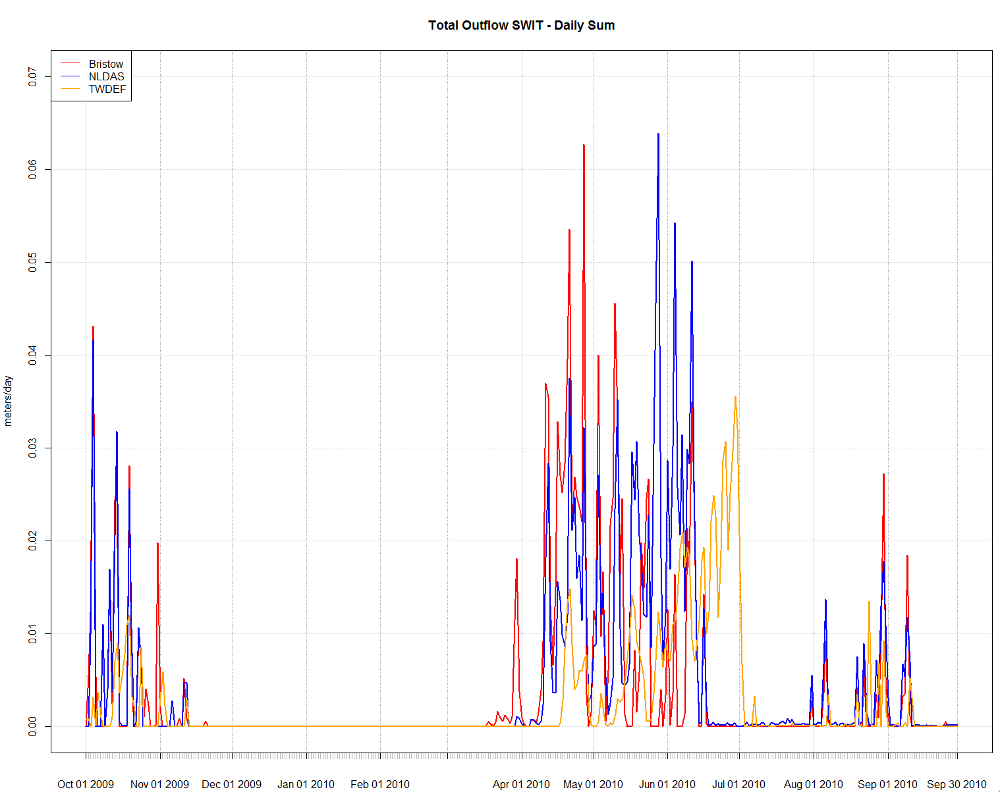 Total Outflow SWIT - Daily Sum
Bristow
NLDAS
TWDEF
meters/day
0.07
0.06
0.05
0.04
0.03
0.02
0.01
0.00
Oct 01 2009 Nov 01 2009 Dec 01 2009 Jan 01 2010 Feb 01 2010 Apr 01 2010 May 01 2010 Jun 01 2010 Jul 01 2010 Aug 01 2010 Sep 01 2010 Sep 30 2010